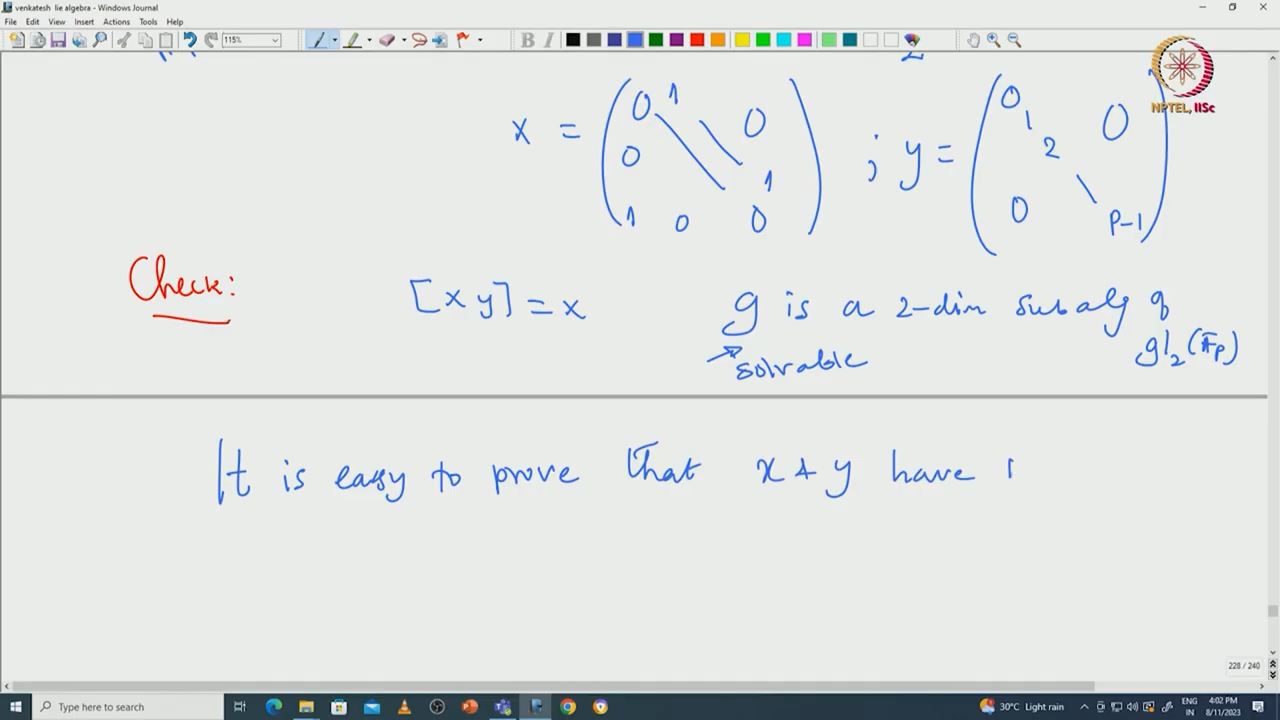 venkatesh lie algebra - Windows Journal
File Edit View Insert Actions Tools Help
115%
B I
NPTEL, IISc
x = ( 0 1 0 0 1 1 0 0 ) ; y = ( 0 1 2 0 0 p-1 )
Check: [x y] = x g is a 2-dim subalg of gl2(Fp)
solvable
It is easy to prove that x & y have
228 / 240
Type here to search
30°C Light rain
ENG
IN
4:02 PM
8/11/2023